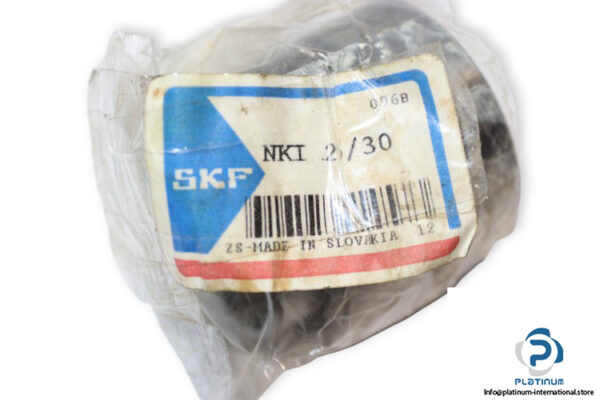 096B
NKI 2/30
SKF
ZS MADE IN SLOVAKIA 12
PLATINUM
Info@platinum-international.store